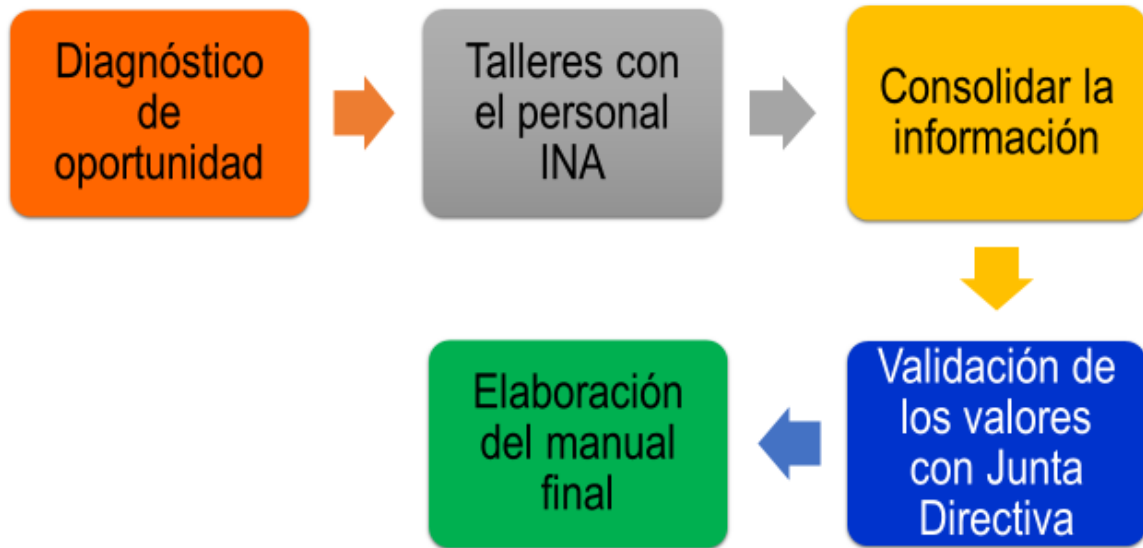 Diagnóstico
de
oportunidad
Talleres con
el personal
INA
Consolidar la
información
Validación de
los valores
con Junta
Directiva
Elaboración
del manual
final